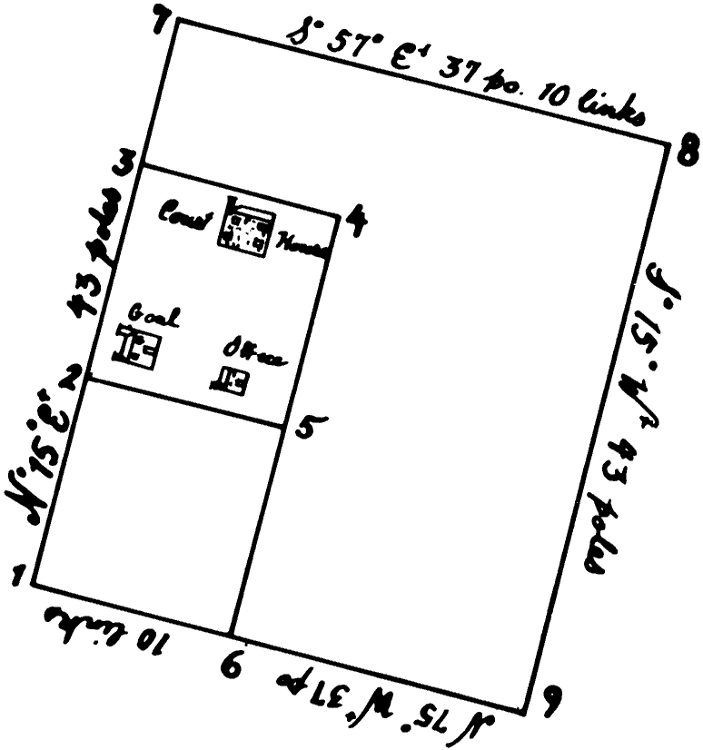 7
S° 57° E^t 37 po. 10 links
8
3
4
Court House
43 poles
N° 15° E^t
Goal
Office
2
5
S° 15° W^t 43 poles
1
9
6
N 75° W^t 37 po
10 links